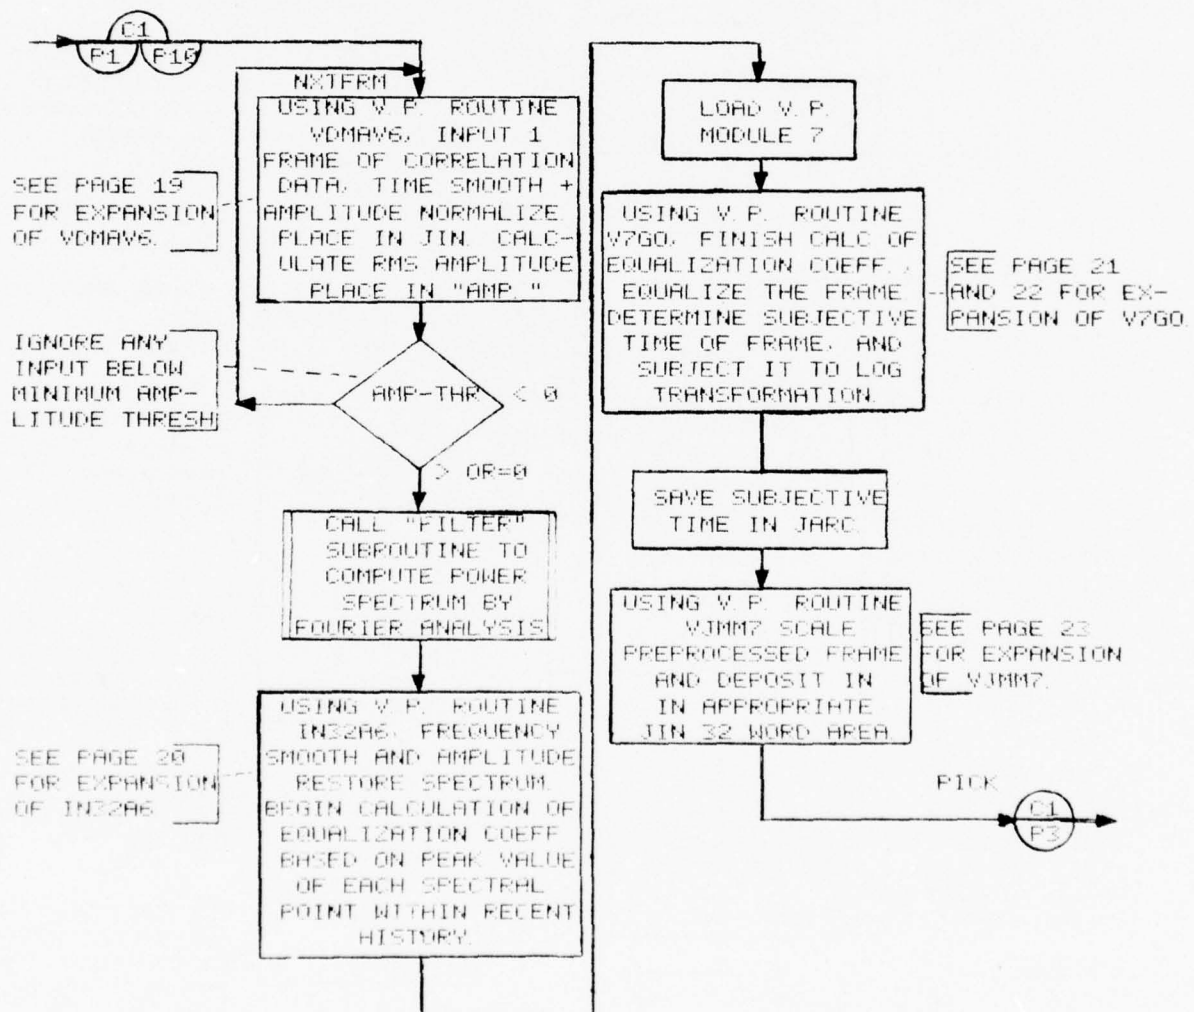 C1
P1 P10
NXTFRM
USING V. P. ROUTINE
VDMAV6, INPUT 1
FRAME OF CORRELATION
DATA, TIME SMOOTH +
AMPLITUDE NORMALIZE.
PLACE IN JIN. CALC-
ULATE RMS AMPLITUDE
PLACE IN "AMP."
SEE PAGE 19
FOR EXPANSION
OF VDMAV6.
IGNORE ANY
INPUT BELOW
MINIMUM AMP-
LITUDE THRESH
AMP-THR < 0
> OR=0
CALL "FILTER"
SUBROUTINE TO
COMPUTE POWER
SPECTRUM BY
FOURIER ANALYSIS
USING V. P. ROUTINE
IN32A6, FREQUENCY
SMOOTH AND AMPLITUDE
RESTORE SPECTRUM.
BEGIN CALCULATION OF
EQUALIZATION COEFF
BASED ON PEAK VALUE
OF EACH SPECTRAL
POINT WITHIN RECENT
HISTORY.
SEE PAGE 20
FOR EXPANSION
OF IN32A6
LOAD V. P.
MODULE 7
USING V. P. ROUTINE
V7GO, FINISH CALC OF
EQUALIZATION COEFF.,
EQUALIZE THE FRAME.
DETERMINE SUBJECTIVE
TIME OF FRAME, AND
SUBJECT IT TO LOG
TRANSFORMATION.
SEE PAGE 21
AND 22 FOR EX-
PANSION OF V7GO.
SAVE SUBJECTIVE
TIME IN JARC.
USING V. P. ROUTINE
VJMM7 SCALE
PREPROCESSED FRAME
AND DEPOSIT IN
IN APPROPRIATE
JIN 32 WORD AREA.
SEE PAGE 23
FOR EXPANSION
OF VJMM7.
PICK
C1
P3